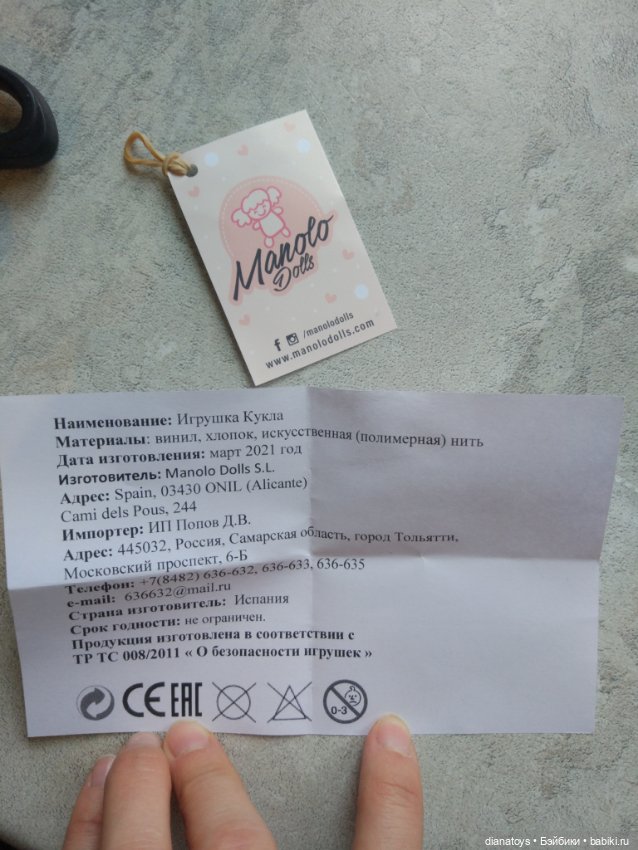 Manolo
Dolls
/manolodolls
www.manolodolls.com
Наименование: Игрушка Кукла
Материалы: винил, хлопок, искусственная (полимерная) нить
Дата изготовления: март 2021 год
Изготовитель: Manolo Dolls S.L.
Адрес: Spain, 03430 ONIL (Alicante)
Cami dels Pous, 244
Импортер: ИП Попов Д.В.
Адрес: 445032, Россия, Самарская область, город Тольятти,
Московский проспект, 6-Б
Телефон: +7(8482) 636-632, 636-633, 636-635
e-mail: 636632@mail.ru
Страна изготовитель: Испания
Срок годности: не ограничен.
Продукция изготовлена в соответствии с
ТР ТС 008/2011 « О безопасности игрушек »
CE EAC 0-3
dianatoys • Бэйбики • babiki.ru